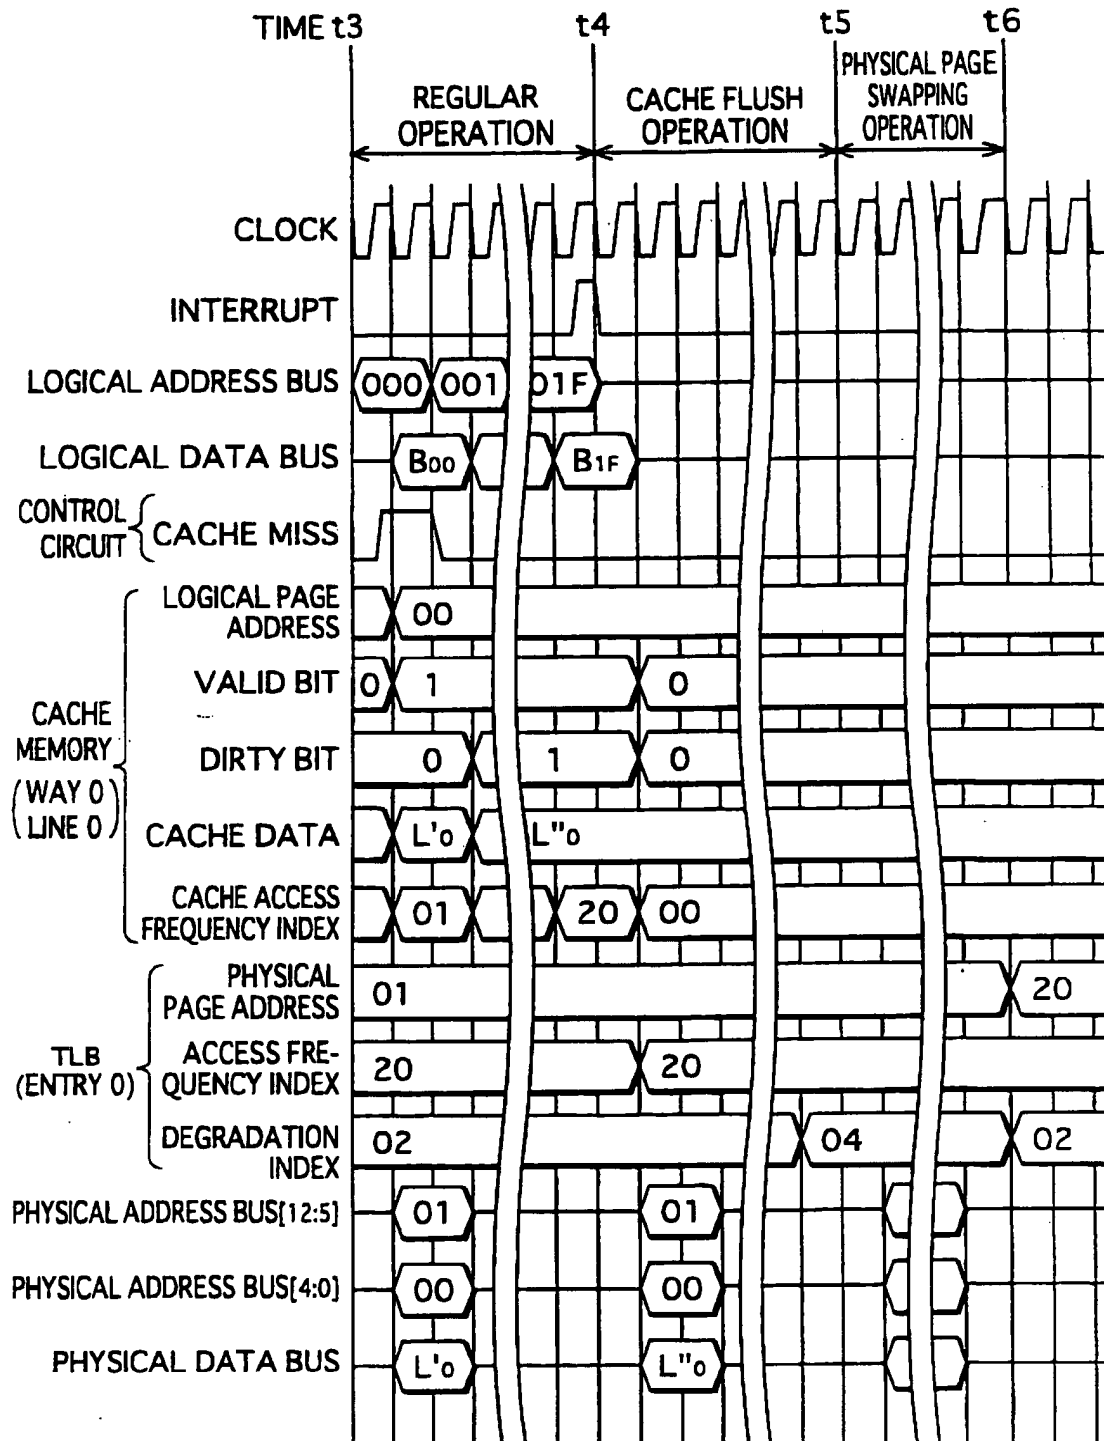 TIME t3 t4 t5 t6
REGULAR
OPERATION
CACHE FLUSH
OPERATION
PHYSICAL PAGE
SWAPPING
OPERATION
CLOCK
INTERRUPT
LOGICAL ADDRESS BUS 000 001 01F
LOGICAL DATA BUS B00 B1F
CONTROL
CIRCUIT
CACHE MISS
CACHE
MEMORY
(WAY 0
LINE 0)
LOGICAL PAGE
ADDRESS
00
VALID BIT 0 1 0
DIRTY BIT 0 1 0
CACHE DATA L'0 L"0
CACHE ACCESS
FREQUENCY INDEX
01 20 00
TLB
(ENTRY 0)
PHYSICAL
PAGE ADDRESS
01 20
ACCESS FRE-
QUENCY INDEX
20 20
DEGRADATION
INDEX
02 04 02
PHYSICAL ADDRESS BUS[12:5] 01 01
PHYSICAL ADDRESS BUS[4:0] 00 00
PHYSICAL DATA BUS L'0 L"0